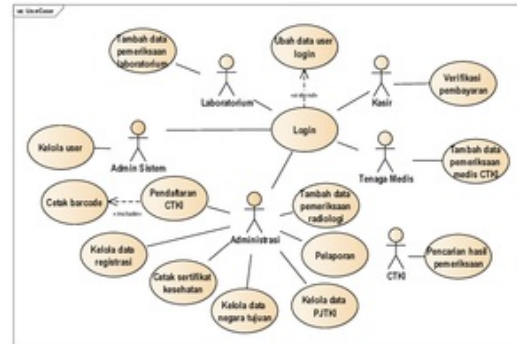 uc UseCase
Tambah data
pemeriksaan
laboratorium
Ubah data user
login
Laboratorium
Kasir
Verifikasi
pembayaran
Login
Kelola user
Admin Sistem
Tenaga Medis
Tambah data
pemeriksaan
medis CTKI
Cetak barcode
«include»
Pendaftaran
CTKI
Tambah data
pemeriksaan
radiologi
Administrasi
Kelola data
registrasi
Pelaporan
CTKI
Pencarian hasil
pemeriksaan
Cetak sertifikat
kesehatan
Kelola data
negara tujuan
Kelola data
PJTKI